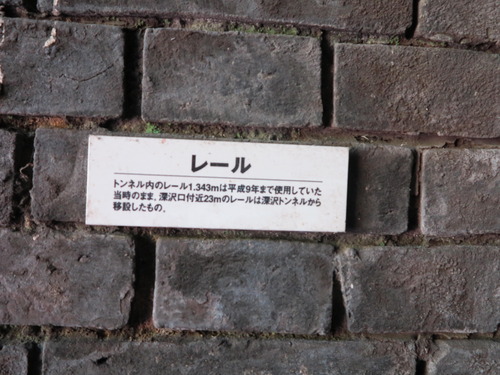 レール
トンネル内のレール1.343mは平成9年まで使用していた
当時のまま。深沢口付近23mのレールは深沢トンネルから
移設したもの。